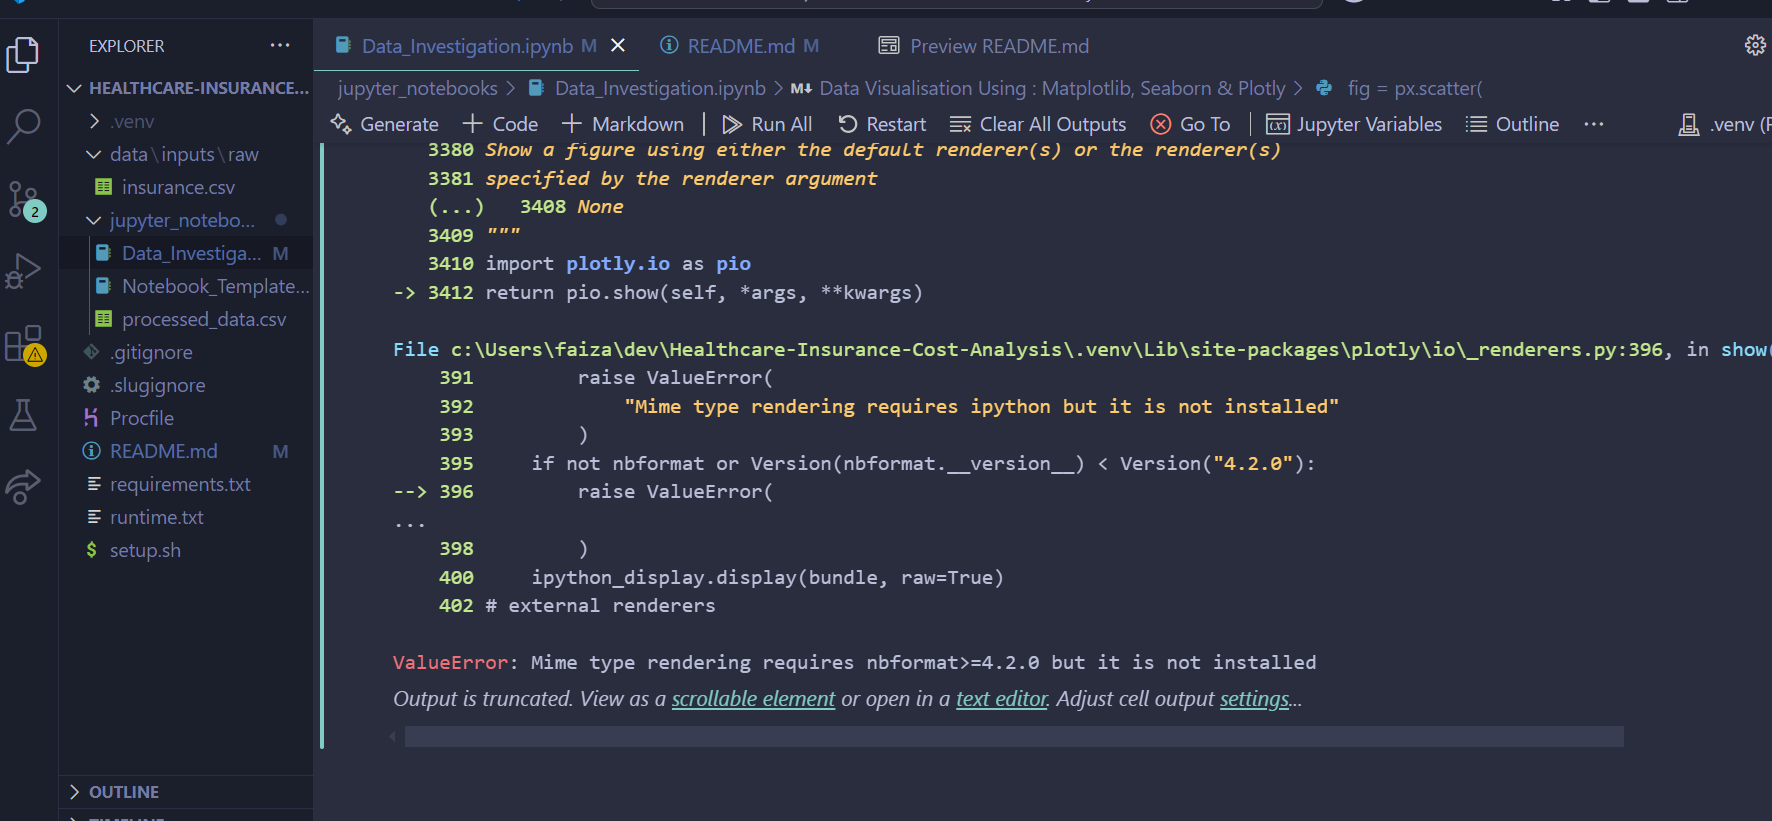 EXPLORER
HEALTHCARE-INSURANCE...
.venv
data\inputs\raw
insurance.csv
jupyter_notebo...
Data_Investiga... M
Notebook_Template...
processed_data.csv
.gitignore
.slugignore
Procfile
README.md M
requirements.txt
runtime.txt
setup.sh
OUTLINE
2
Data_Investigation.ipynb M
README.md M
Preview README.md
jupyter_notebooks > Data_Investigation.ipynb > M↓ Data Visualisation Using : Matplotlib, Seaborn & Plotly > fig = px.scatter(
Generate + Code + Markdown | Run All Restart Clear All Outputs Go To | Jupyter Variables Outline ... .venv (
3380 Show a figure using either the default renderer(s) or the renderer(s)
3381 specified by the renderer argument
(...) 3408 None
3409 """
3410 import plotly.io as pio
-> 3412 return pio.show(self, *args, **kwargs)
File c:\Users\faiza\dev\Healthcare-Insurance-Cost-Analysis\.venv\Lib\site-packages\plotly\io\_renderers.py:396, in show(
391 raise ValueError(
392 "Mime type rendering requires ipython but it is not installed"
393 )
395 if not nbformat or Version(nbformat.__version__) < Version("4.2.0"):
--> 396 raise ValueError(
...
398 )
400 ipython_display.display(bundle, raw=True)
402 # external renderers
ValueError: Mime type rendering requires nbformat>=4.2.0 but it is not installed
Output is truncated. View as a scrollable element or open in a text editor. Adjust cell output settings...